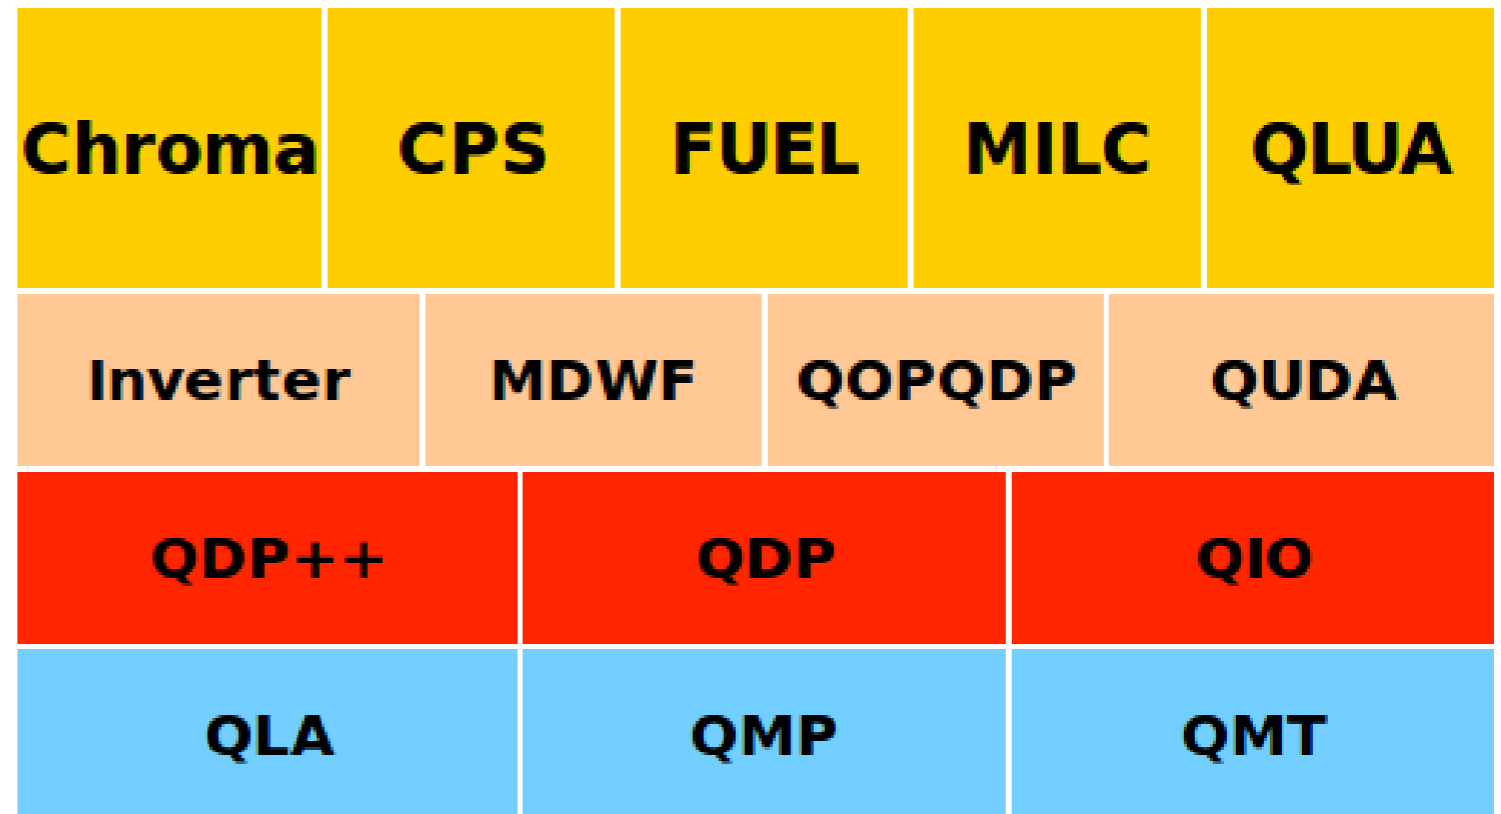 Chroma CPS FUEL MILC QLUA
Inverter MDWF QOPQDP QUDA
QDP++ QDP QIO
QLA QMP QMT